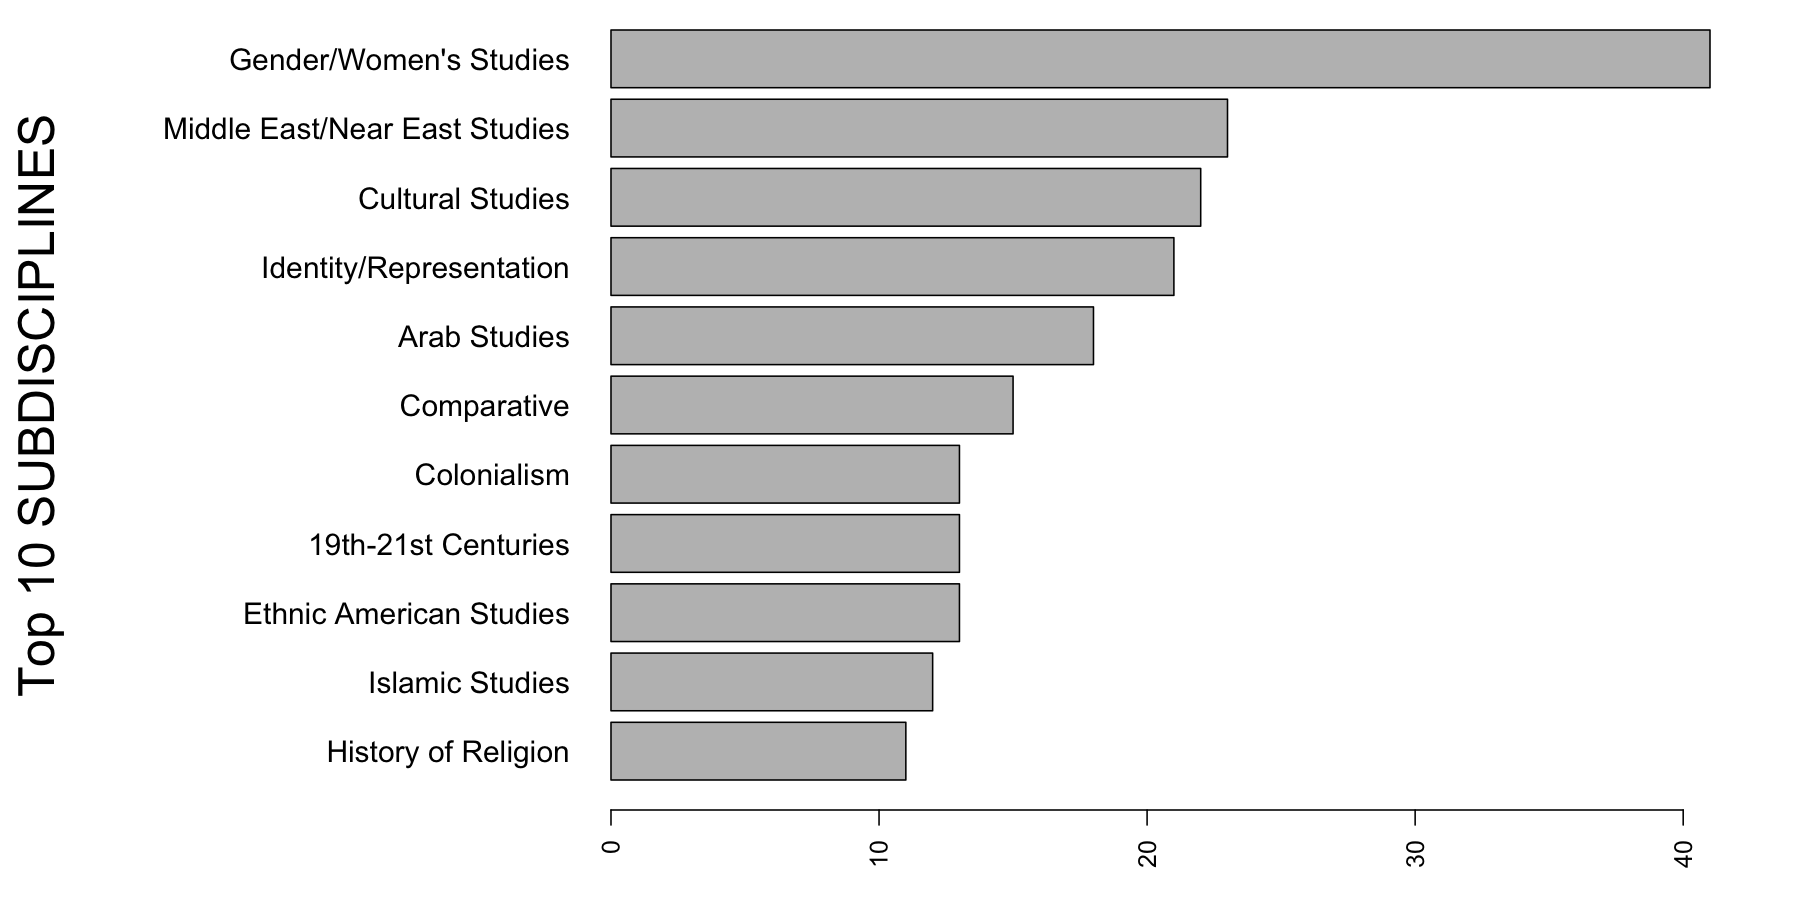 Top 10 SUBDISCIPLINES
Gender/Women's Studies
Middle East/Near East Studies
Cultural Studies
Identity/Representation
Arab Studies
Comparative
Colonialism
19th-21st Centuries
Ethnic American Studies
Islamic Studies
History of Religion
0 10 20 30 40